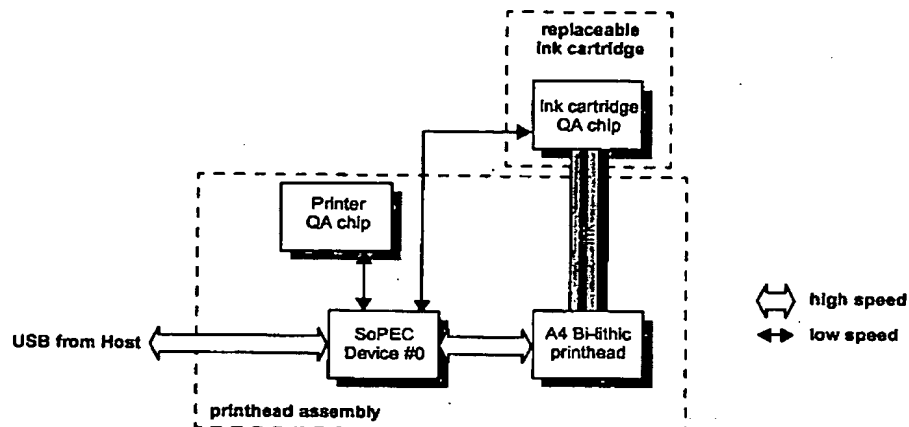 replaceable
ink cartridge
ink cartridge
QA chip
Printer
QA chip
ink
high speed
USB from Host
SoPEC
Device #0
A4 Bi-lithic
printhead
low speed
printhead assembly